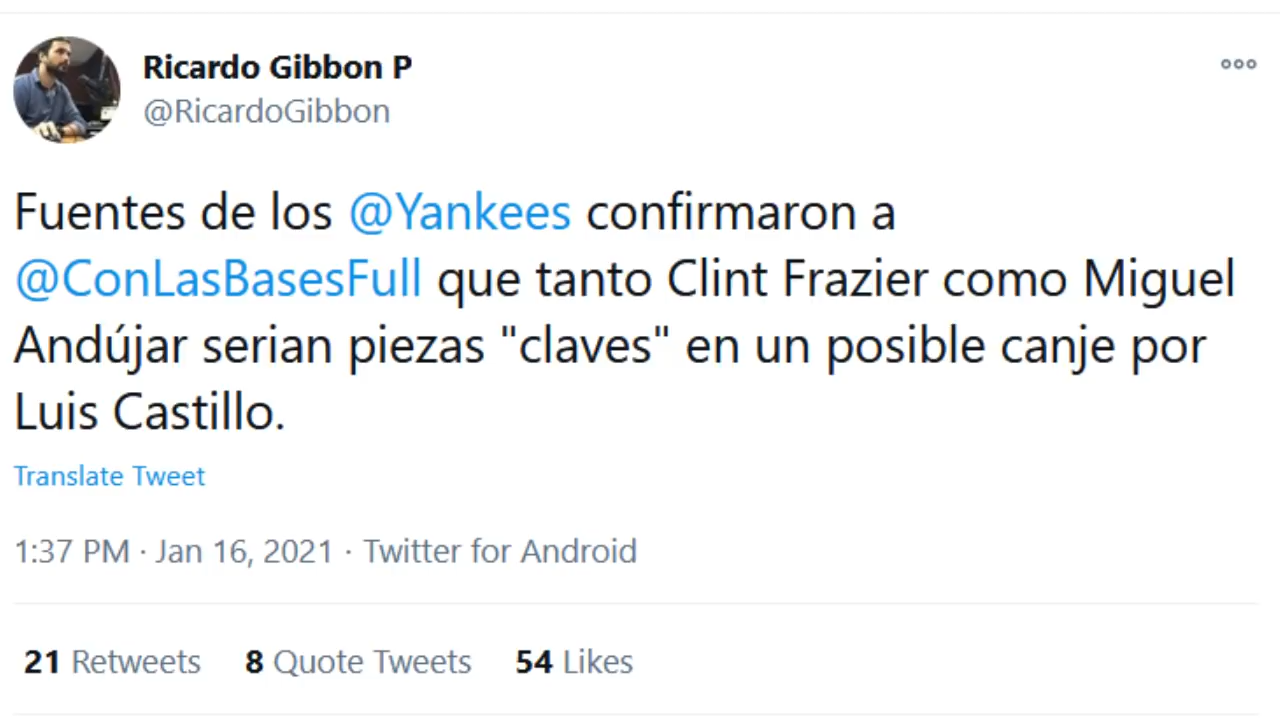 Ricardo Gibbon P
@RicardoGibbon
Fuentes de los @Yankees confirmaron a
@ConLasBasesFull que tanto Clint Frazier como Miguel
Andújar serian piezas "claves" en un posible canje por
Luis Castillo.
Translate Tweet
1:37 PM · Jan 16, 2021 · Twitter for Android
21 Retweets 8 Quote Tweets 54 Likes